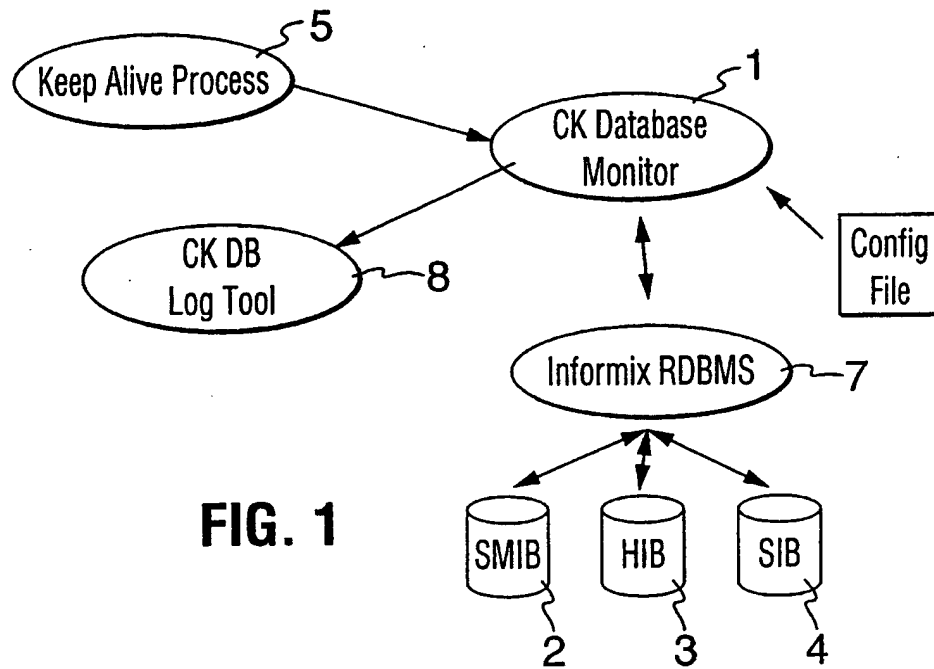 5
Keep Alive Process
1
CK Database
Monitor
Config
File
CK DB
Log Tool
8
Informix RDBMS
7
FIG. 1
SMIB
HIB
SIB
2
3
4